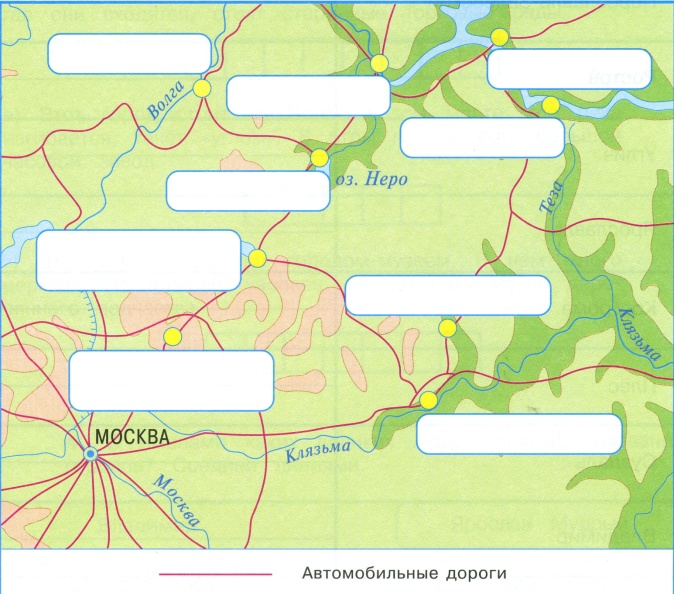 Волга
оз. Неро
Теза
Клязьма
МОСКВА
Клязьма
Москва
Автомобильные дороги